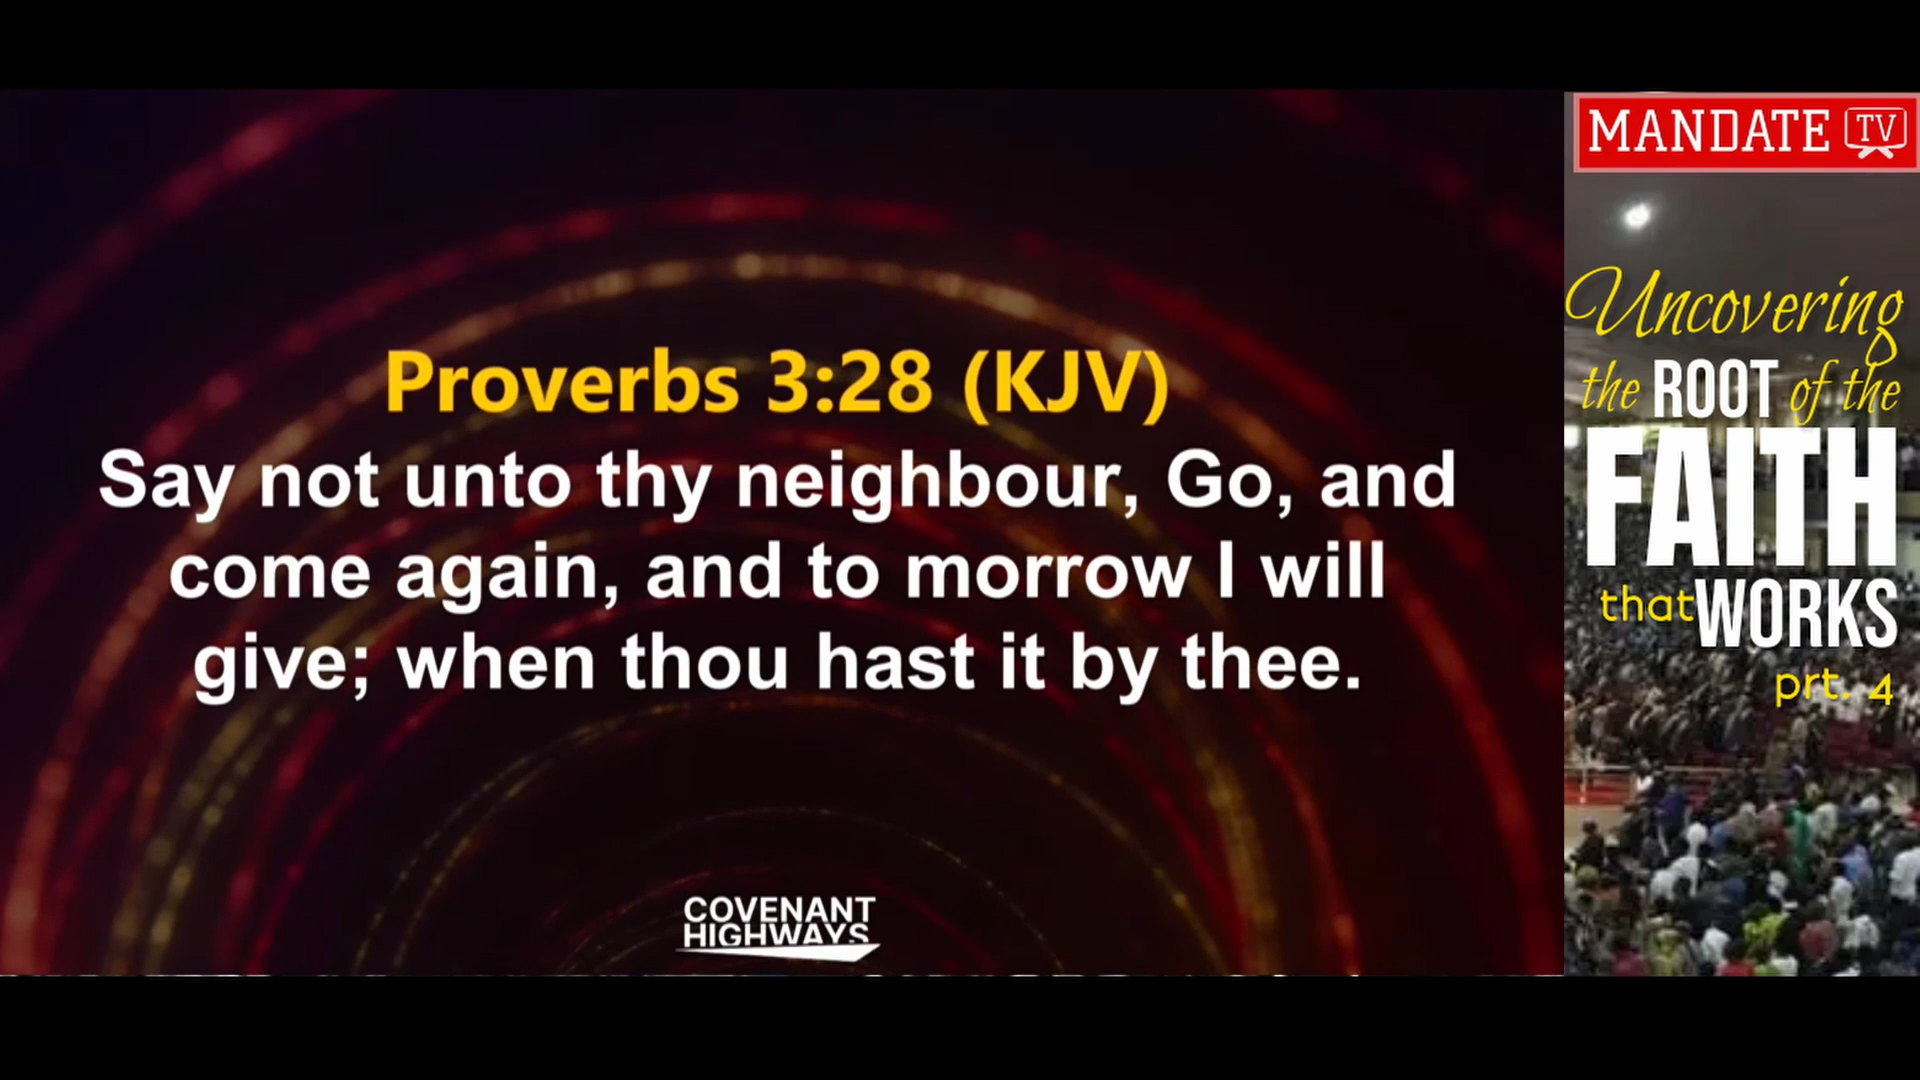 Proverbs 3:28 (KJV)
Say not unto thy neighbour, Go, and
come again, and to morrow I will
give; when thou hast it by thee.
COVENANT
HIGHWAYS
MANDATE TV
Uncovering
the ROOT of the
FAITH
that WORKS
prt. 4